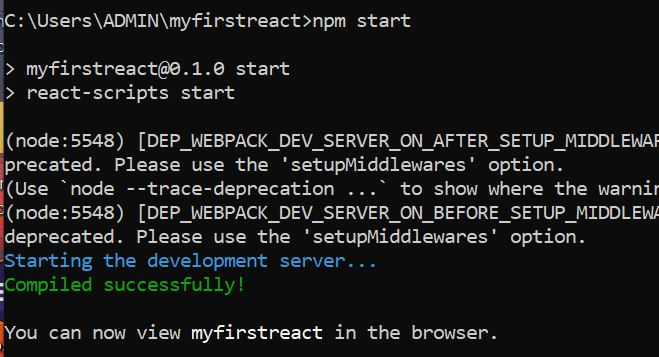 C:\Users\ADMIN\myfirstreact>npm start
> myfirstreact@0.1.0 start
> react-scripts start
(node:5548) [DEP_WEBPACK_DEV_SERVER_ON_AFTER_SETUP_MIDDLEWAR
precated. Please use the 'setupMiddlewares' option.
(Use `node --trace-deprecation ...` to show where the warnin
(node:5548) [DEP_WEBPACK_DEV_SERVER_ON_BEFORE_SETUP_MIDDLEWA
deprecated. Please use the 'setupMiddlewares' option.
Starting the development server...
Compiled successfully!
You can now view myfirstreact in the browser.